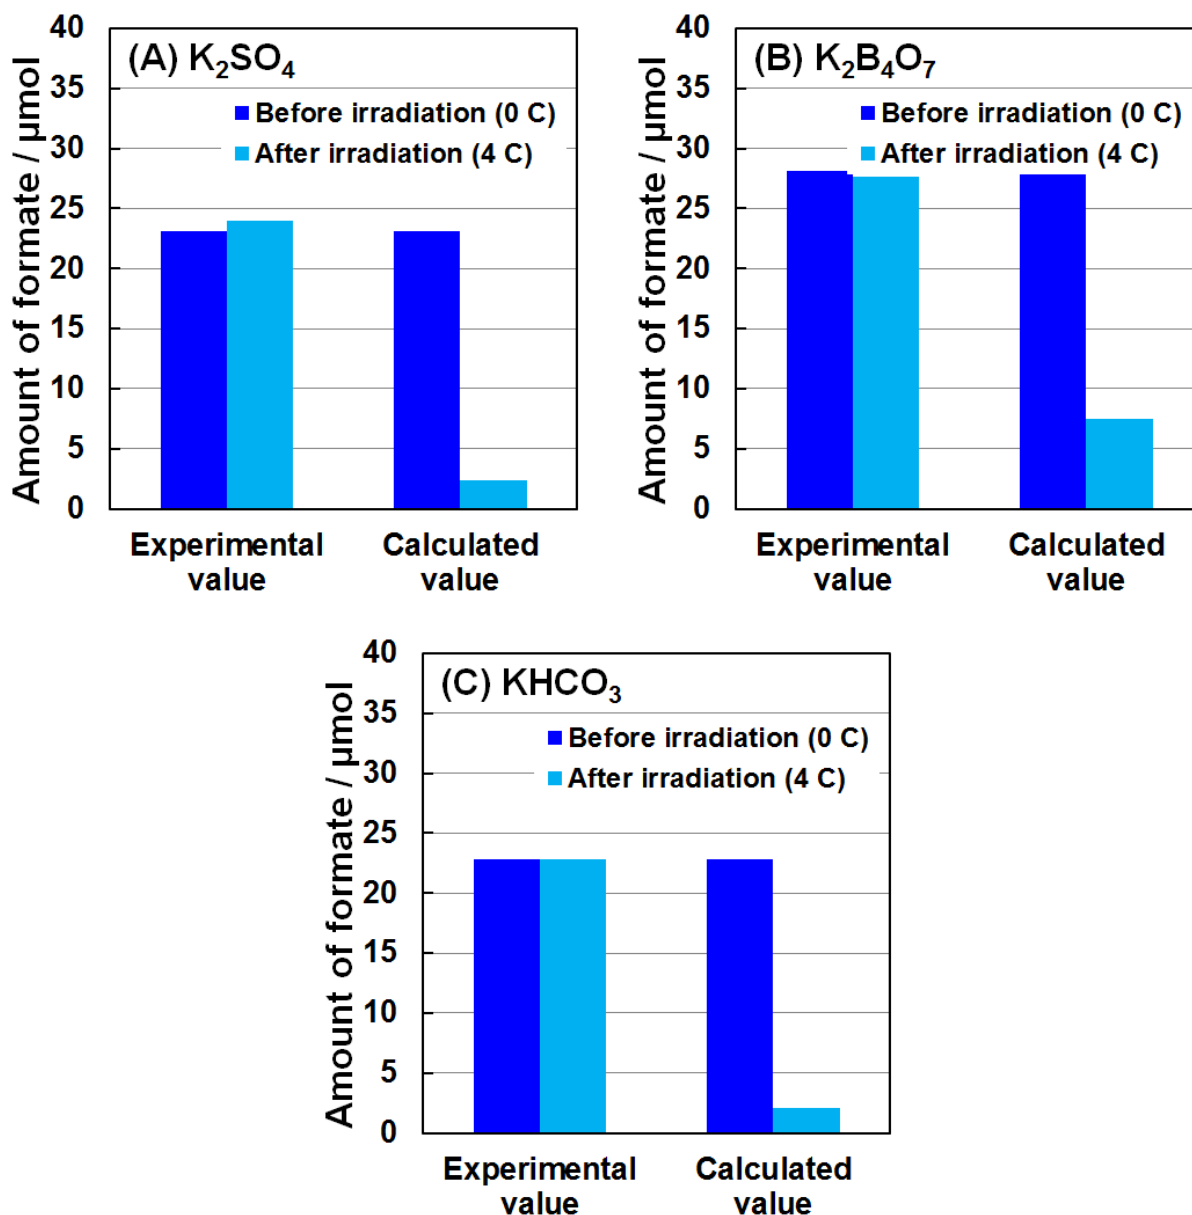 (A) K₂SO₄
Before irradiation (0 C)
After irradiation (4 C)
Amount of formate / µmol
40
35
30
25
20
15
10
5
0
Experimental value
Calculated value
(B) K₂B₄O₇
Before irradiation (0 C)
After irradiation (4 C)
Amount of formate / µmol
40
35
30
25
20
15
10
5
0
Experimental value
Calculated value
(C) KHCO₃
Before irradiation (0 C)
After irradiation (4 C)
Amount of formate / µmol
40
35
30
25
20
15
10
5
0
Experimental value
Calculated value